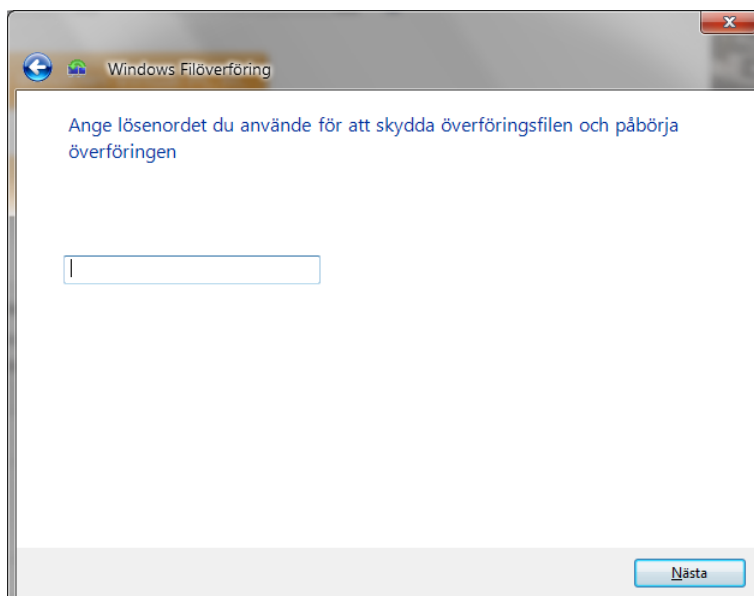 Windows Filöverföring
Ange lösenordet du använde för att skydda överföringsfilen och påbörja
överföringen
Nästa